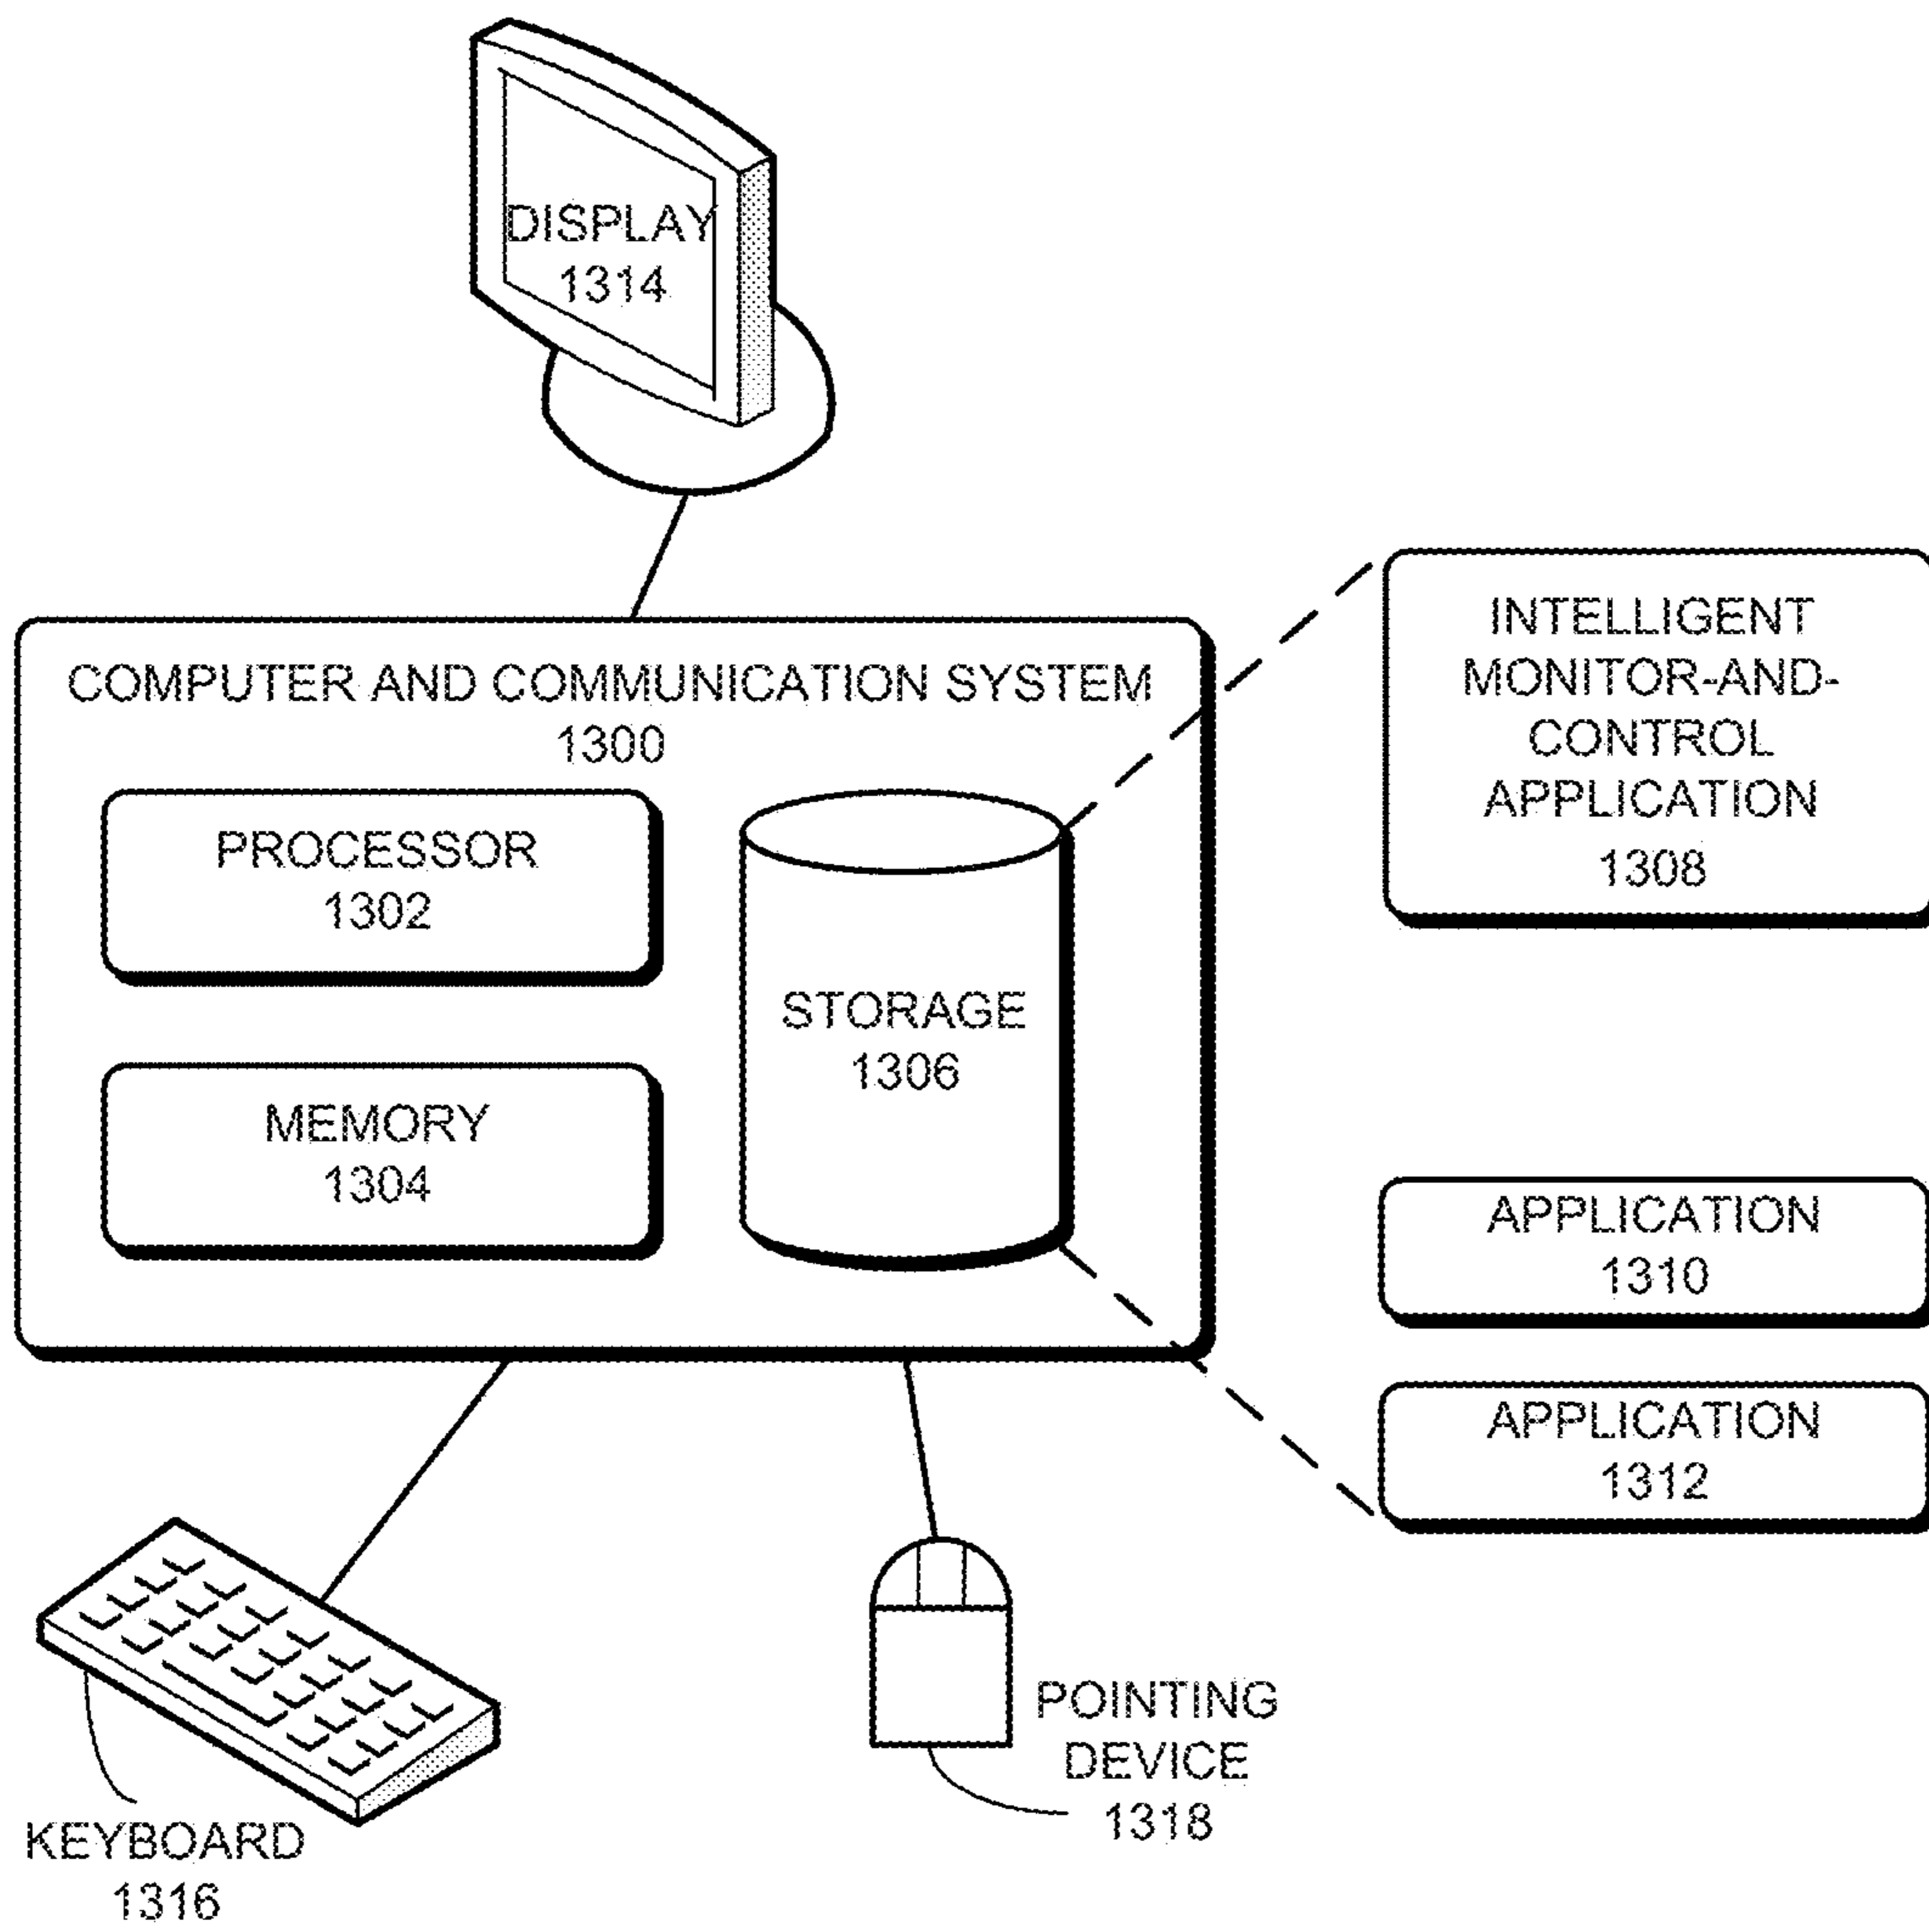 DISPLAY
1314
COMPUTER AND COMMUNICATION SYSTEM
1300
PROCESSOR
1302
MEMORY
1304
STORAGE
1306
INTELLIGENT
MONITOR-AND-
CONTROL
APPLICATION
1308
APPLICATION
1310
APPLICATION
1312
KEYBOARD
1316
POINTING
DEVICE
1318